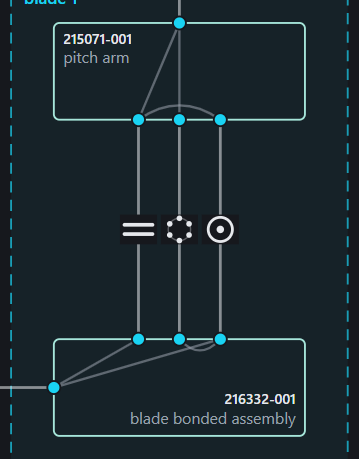 blade 1
215071-001
pitch arm
216332-001
blade bonded assembly